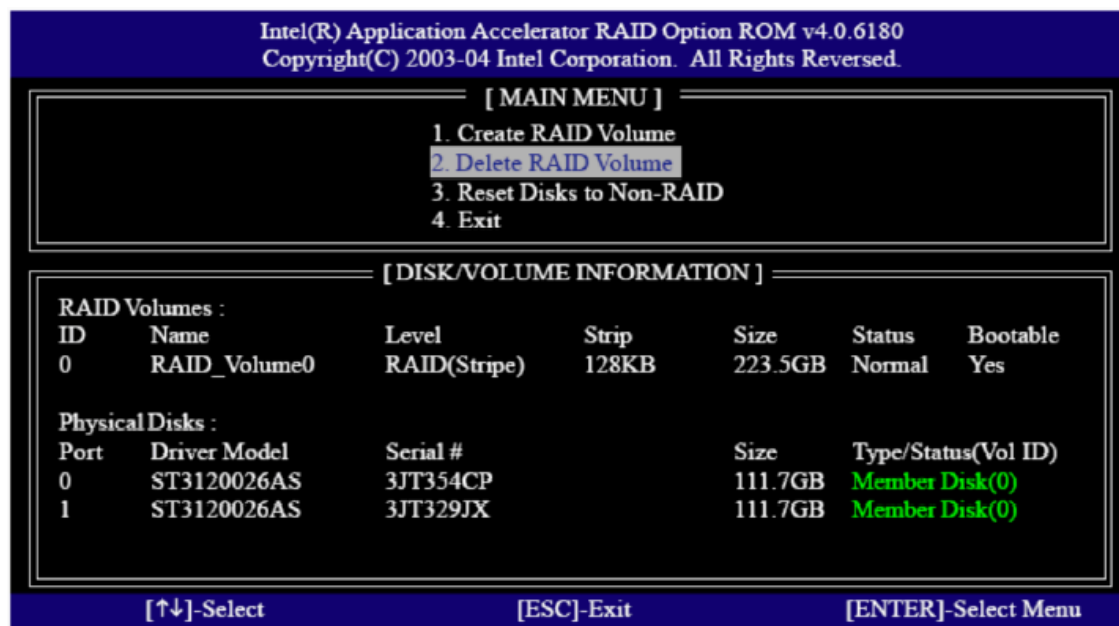 Intel(R) Application Accelerator RAID Option ROM v4.0.6180
Copyright(C) 2003-04 Intel Corporation. All Rights Reversed.
[ MAIN MENU ]
1. Create RAID Volume
2. Delete RAID Volume
3. Reset Disks to Non-RAID
4. Exit
[ DISK/VOLUME INFORMATION ]
RAID Volumes :
ID Name Level Strip Size Status Bootable
0 RAID_Volume0 RAID(Stripe) 128KB 223.5GB Normal Yes
Physical Disks :
Port Driver Model Serial # Size Type/Status(Vol ID)
0 ST3120026AS 3JT354CP 111.7GB Member Disk(0)
1 ST3120026AS 3JT329JX 111.7GB Member Disk(0)
[↑↓]-Select [ESC]-Exit [ENTER]-Select Menu